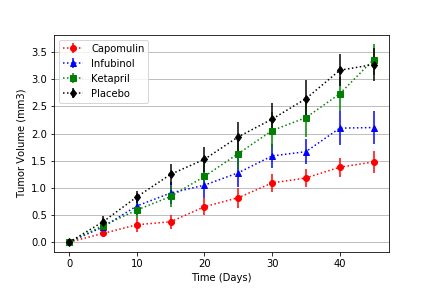 Capomulin
Infubinol
Ketapril
Placebo
Tumor Volume (mm3)
3.5
3.0
2.5
2.0
1.5
1.0
0.5
0.0
0 10 20 30 40
Time (Days)